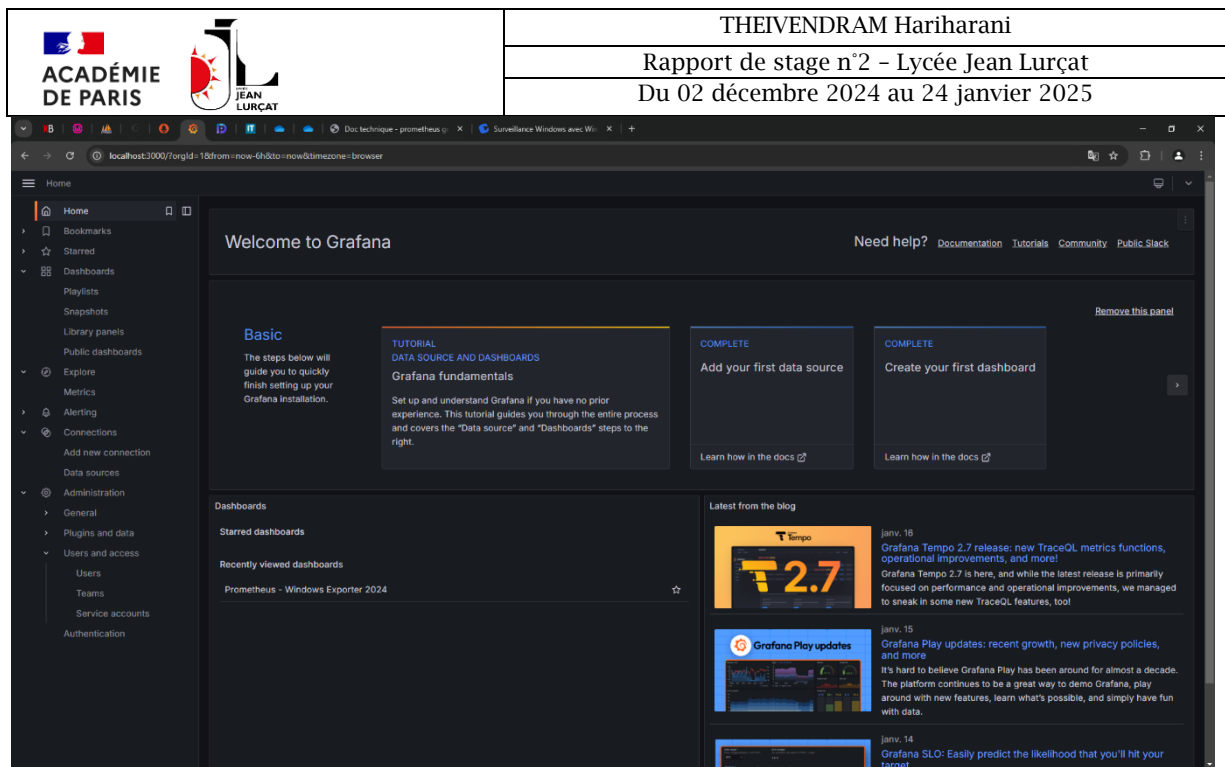 ACADÉMIE
DE PARIS
JEAN
LURÇAT
THEIVENDRAM Hariharani
Rapport de stage n°2 – Lycée Jean Lurçat
Du 02 décembre 2024 au 24 janvier 2025
Doc technique - prometheus
Surveillance Windows avec
localhost:3000/?orgId=1&from=now-6h&to=now&timezone=browser
Home
Home
Bookmarks
Starred
Dashboards
Playlists
Snapshots
Library panels
Public dashboards
Explore
Metrics
Alerting
Connections
Add new connection
Data sources
Administration
General
Plugins and data
Users and access
Users
Teams
Service accounts
Authentication
Welcome to Grafana
Need help? Documentation Tutorials Community Public Slack
Remove this panel
Basic
The steps below will
guide you to quickly
finish setting up your
Grafana installation.
TUTORIAL
DATA SOURCE AND DASHBOARDS
Grafana fundamentals
Set up and understand Grafana if you have no prior
experience. This tutorial guides you through the entire process
and covers the "Data source" and "Dashboards" steps to the
right.
COMPLETE
Add your first data source
Learn how in the docs
COMPLETE
Create your first dashboard
Learn how in the docs
Dashboards
Starred dashboards
Recently viewed dashboards
Prometheus - Windows Exporter 2024
Latest from the blog
Tempo
2.7
janv. 16
Grafana Tempo 2.7 release: new TraceQL metrics functions,
operational improvements, and more!
Grafana Tempo 2.7 is here, and while the latest release is primarily
focused on performance and operational improvements, we managed
to sneak in some new TraceQL features, too!
Grafana Play updates
janv. 15
Grafana Play updates: recent growth, new privacy policies,
and more
It's hard to believe Grafana Play has been around for almost a decade.
The platform continues to be a great way to demo Grafana, play
around with new features, learn what's possible, and simply have fun
with data.
janv. 14
Grafana SLO: Easily predict the likelihood that you'll hit your
target